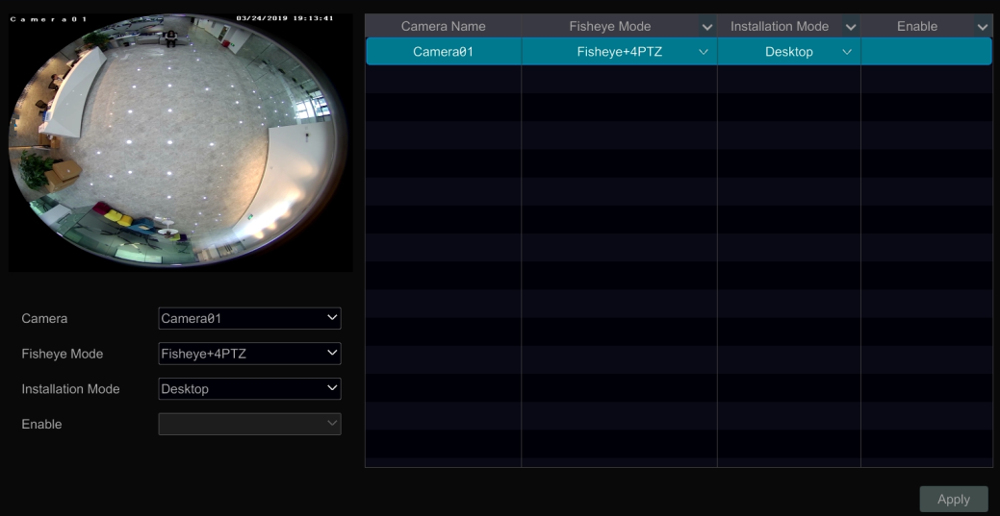 Camera01 03/24/2019 19:13:41
Camera Name Fisheye Mode Installation Mode Enable
Camera01 Fisheye+4PTZ Desktop
Camera Camera01
Fisheye Mode Fisheye+4PTZ
Installation Mode Desktop
Enable
Apply